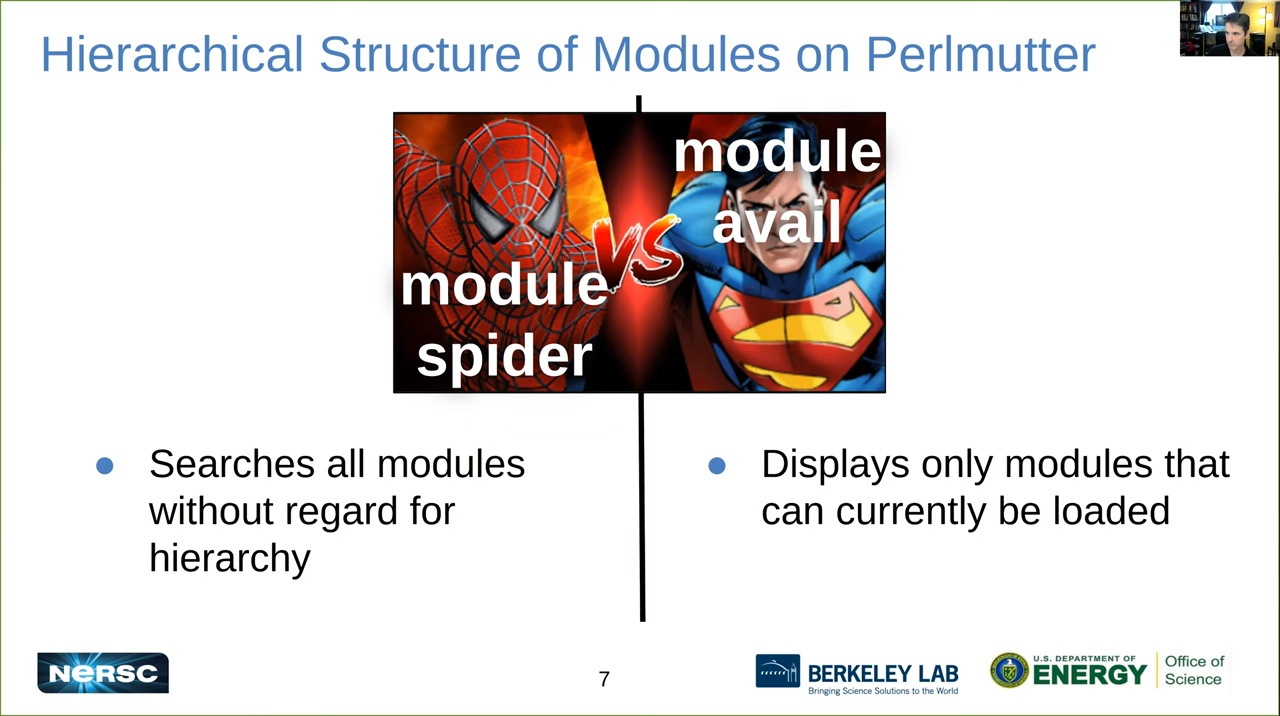 Hierarchical Structure of Modules on Perlmutter
module
spider
VS
module
avail
● Searches all modules
without regard for
hierarchy
● Displays only modules that
can currently be loaded
NERSC
7
BERKELEY LAB
Bringing Science Solutions to the World
U.S. DEPARTMENT OF
ENERGY
Office of
Science